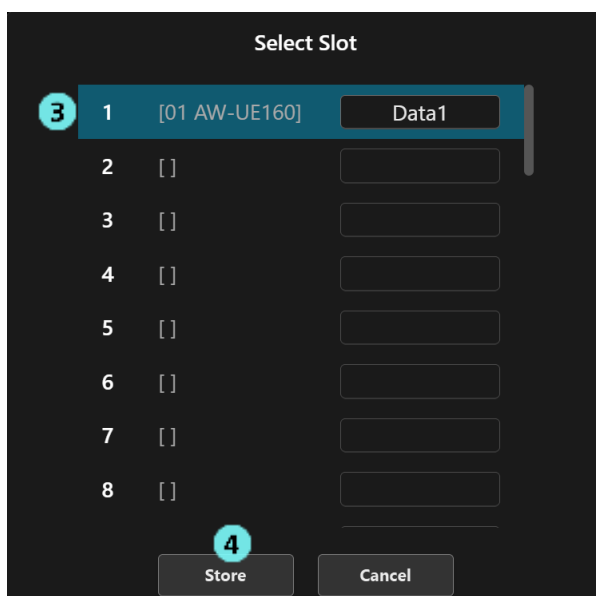 Select Slot
3 1 [01 AW-UE160] Data1
2 [ ]
3 [ ]
4 [ ]
5 [ ]
6 [ ]
7 [ ]
8 [ ]
4
Store Cancel